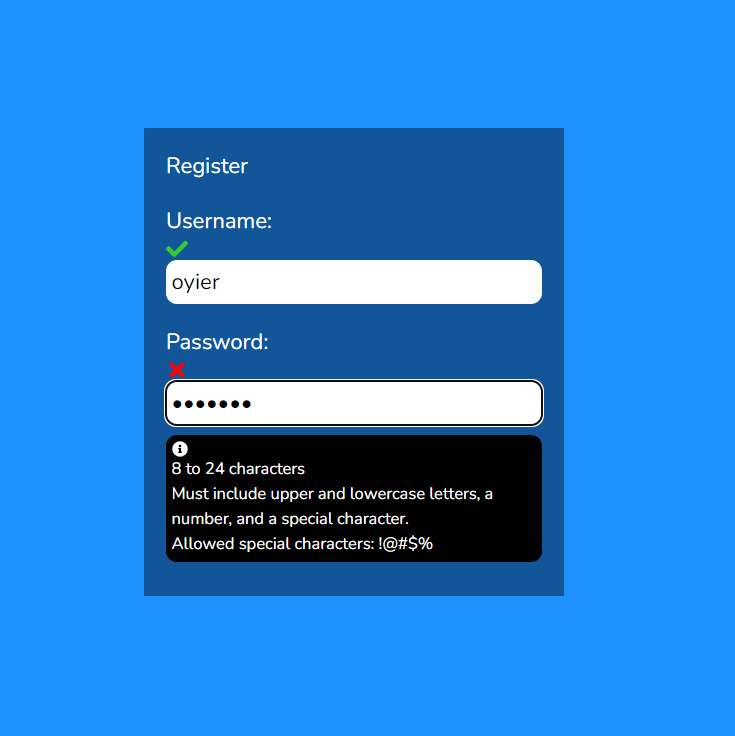 Register
Username:
oyier
Password:
•••••••
8 to 24 characters
Must include upper and lowercase letters, a
number, and a special character.
Allowed special characters: !@#$%